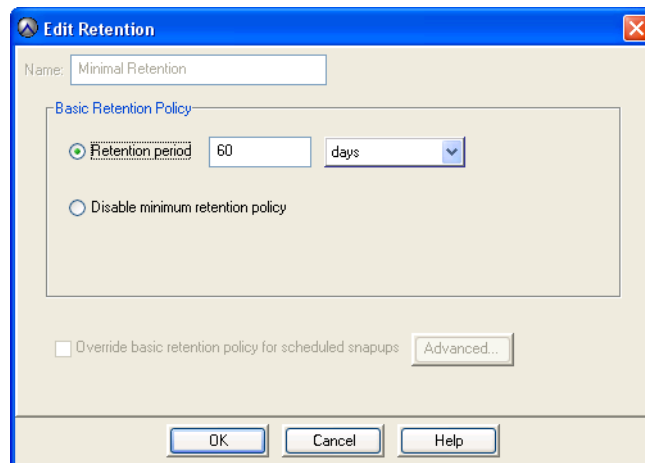 Edit Retention
Name: Minimal Retention
Basic Retention Policy
Retention period 60 days
Disable minimum retention policy
Override basic retention policy for scheduled snapups Advanced...
OK Cancel Help